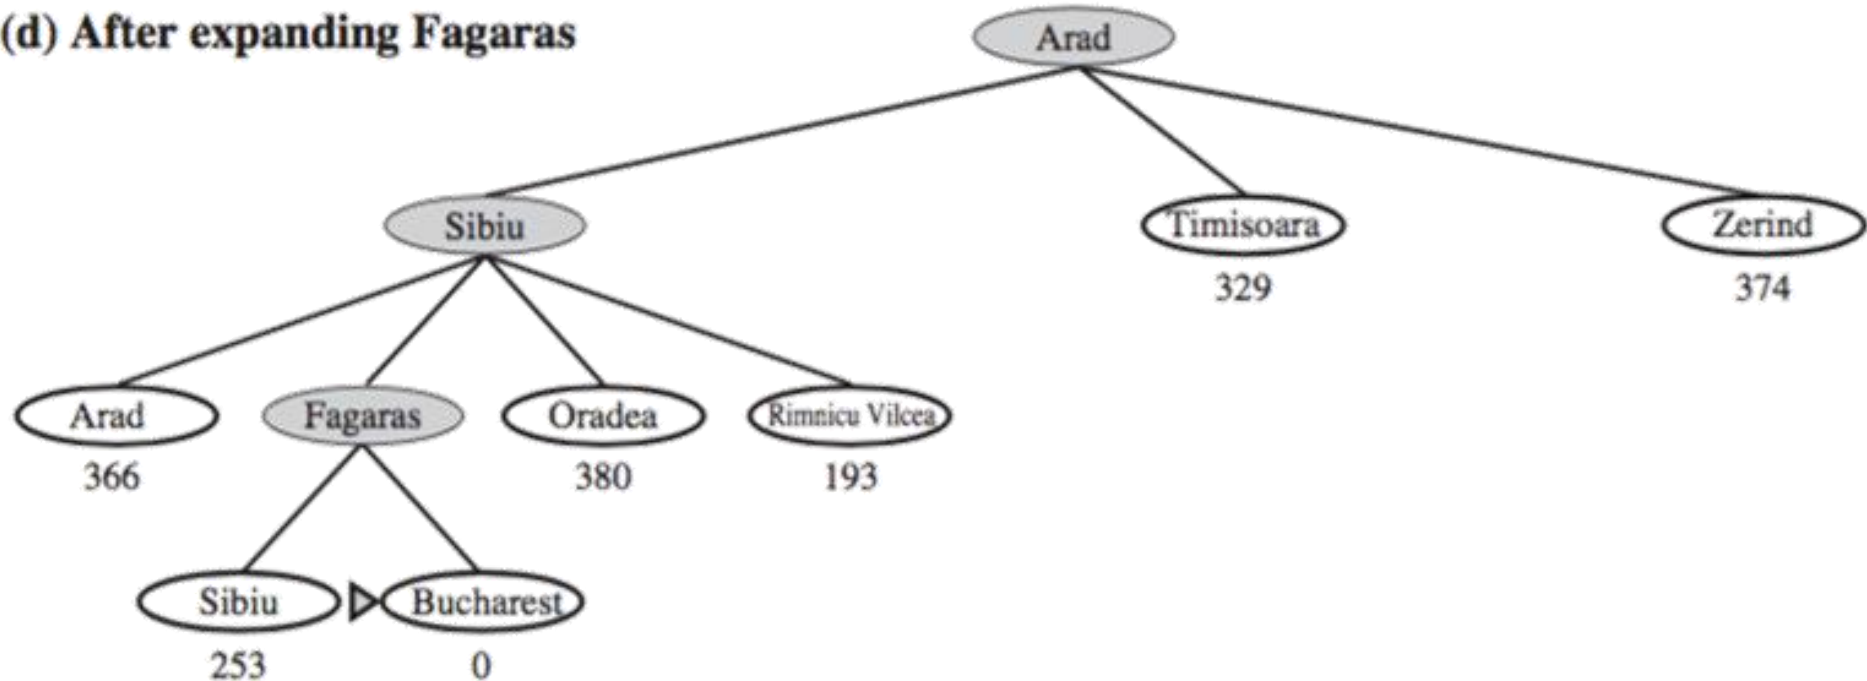 (d) After expanding Fagaras
Arad
Sibiu
Timisoara
Zerind
329
374
Arad
Fagaras
Oradea
Rimnicu Vilcea
366
380
193
Sibiu
Bucharest
253
0